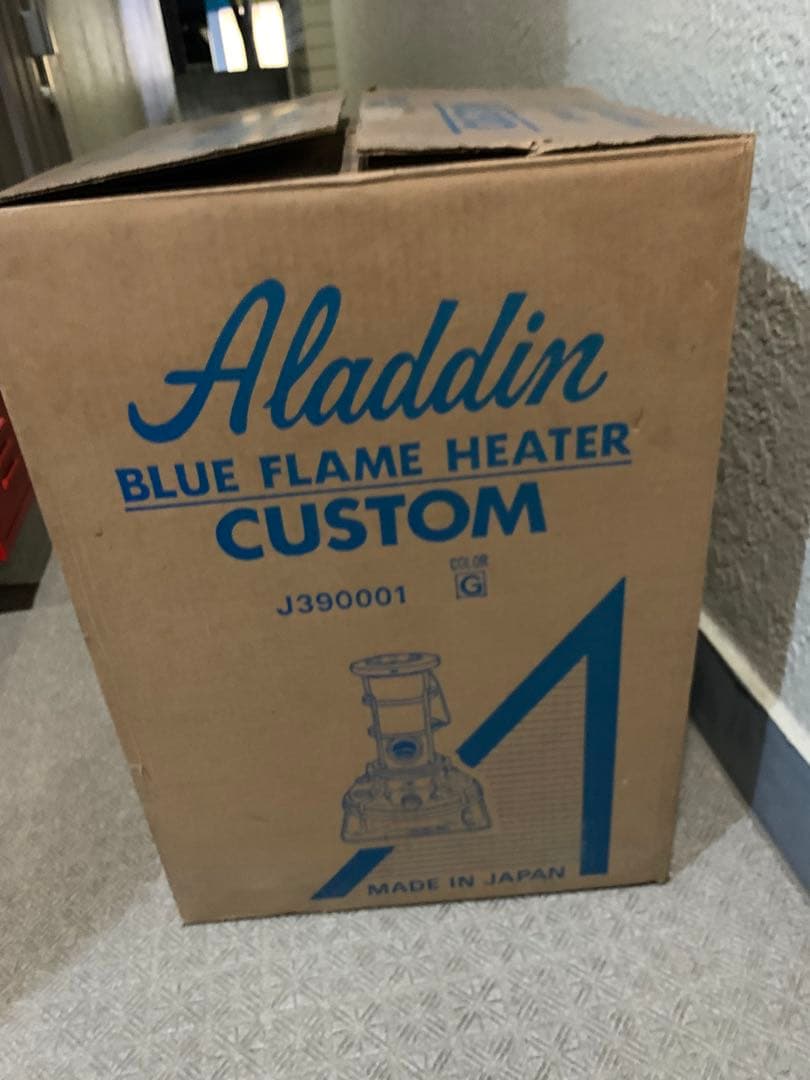 Aladdin
BLUE FLAME HEATER
CUSTOM
COLOR
J390001 G
MADE IN JAPAN